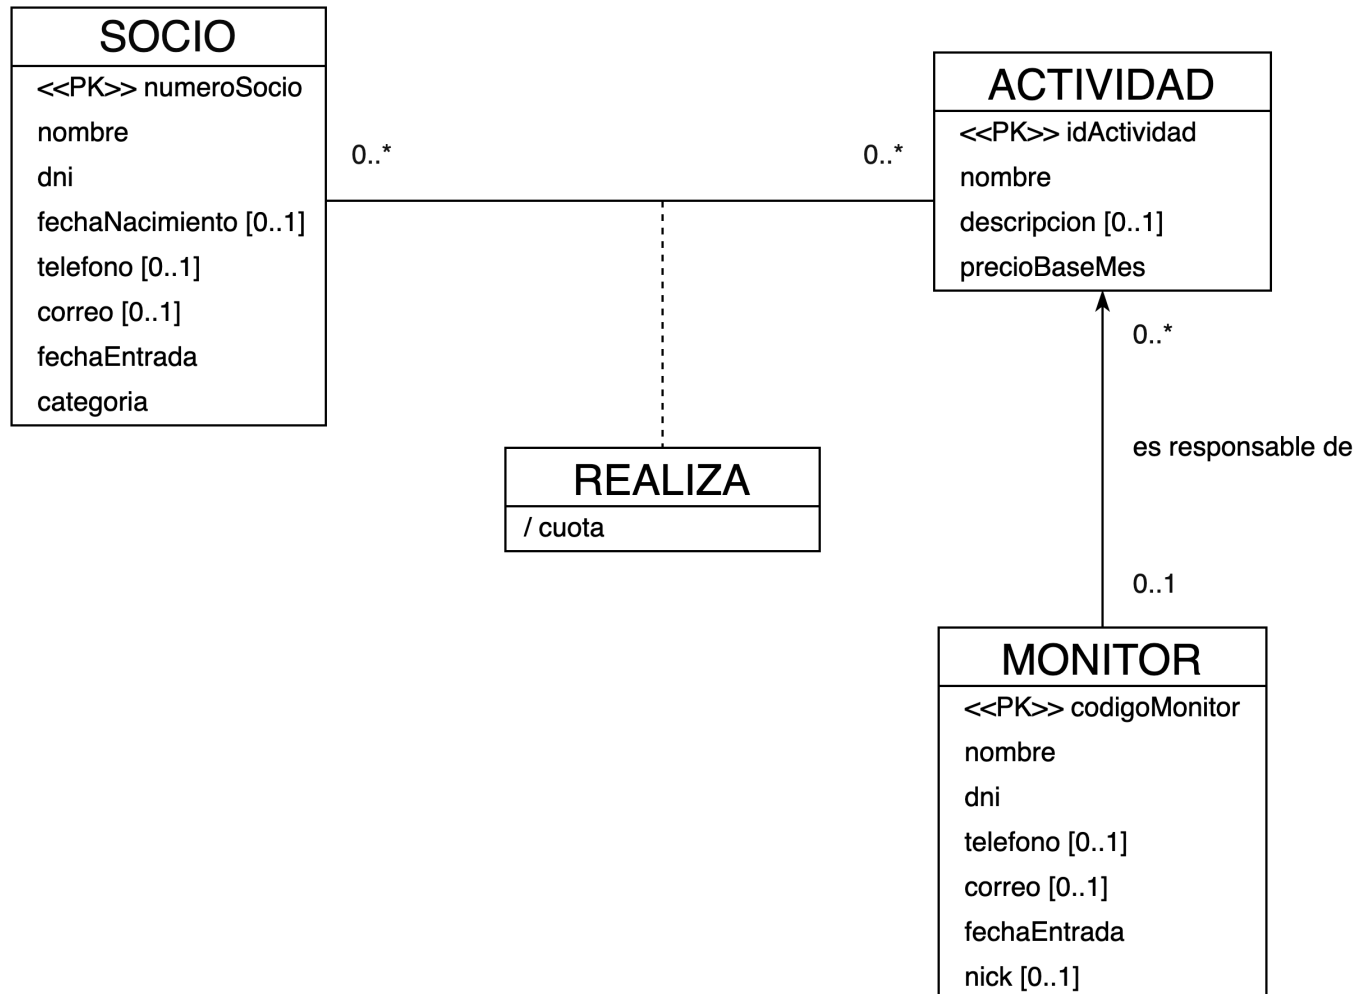 SOCIO
<<PK>> numeroSocio
nombre
dni
fechaNacimiento [0..1]
telefono [0..1]
correo [0..1]
fechaEntrada
categoria
0..*
0..*
ACTIVIDAD
<<PK>> idActividad
nombre
descripcion [0..1]
precioBaseMes
0..*
es responsable de
0..1
REALIZA
/ cuota
MONITOR
<<PK>> codigoMonitor
nombre
dni
telefono [0..1]
correo [0..1]
fechaEntrada
nick [0..1]